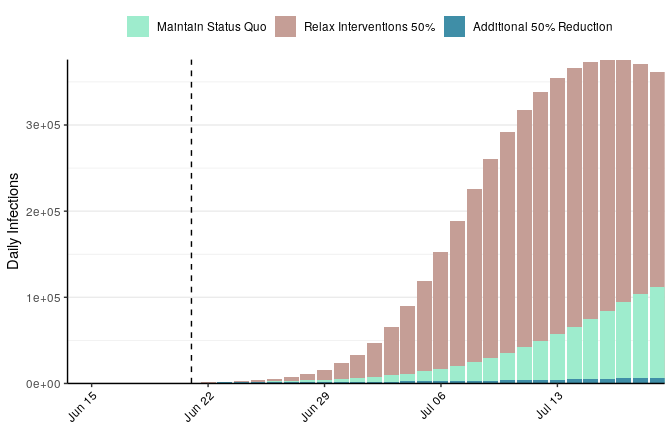 Maintain Status Quo Relax Interventions 50% Additional 50% Reduction
Daily Infections
3e+05
2e+05
1e+05
0e+00
Jun 15 Jun 22 Jun 29 Jul 06 Jul 13